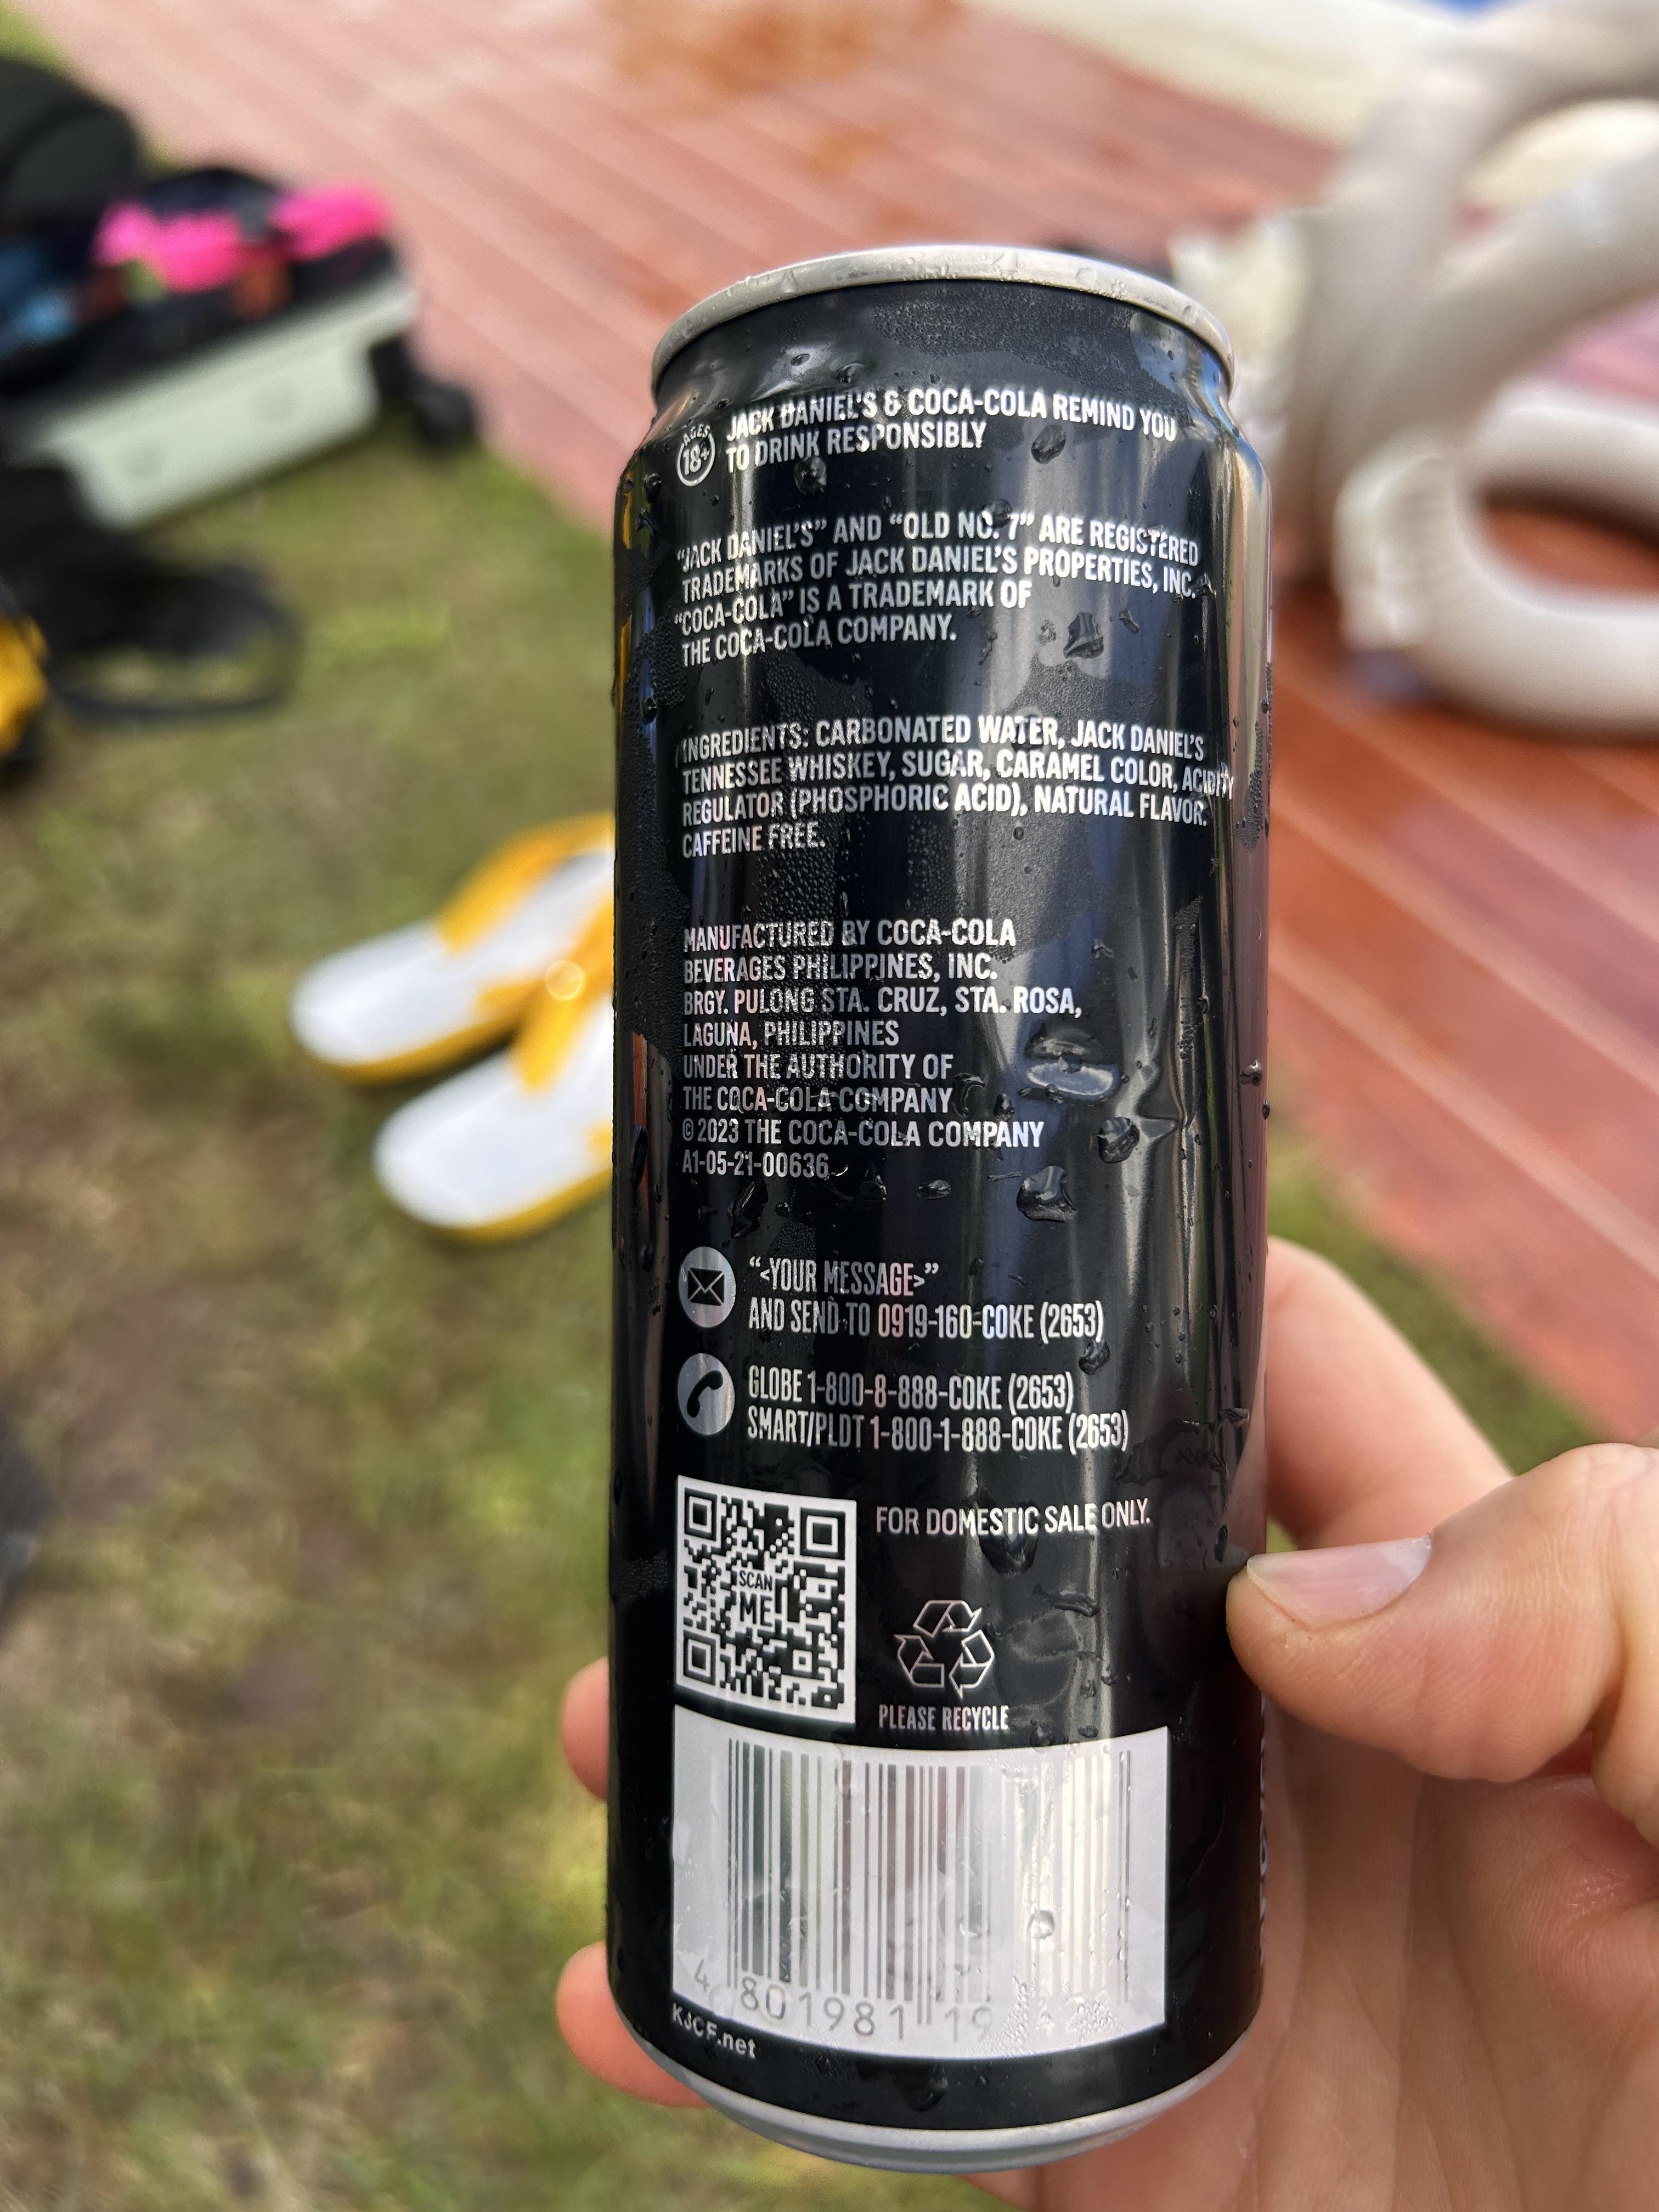 AGES
18+
JACK DANIEL'S & COCA-COLA REMIND YOU
TO DRINK RESPONSIBLY
"JACK DANIEL'S" AND "OLD NO. 7" ARE REGISTERED
TRADEMARKS OF JACK DANIEL'S PROPERTIES, INC.
"COCA-COLA" IS A TRADEMARK OF
THE COCA-COLA COMPANY.
INGREDIENTS: CARBONATED WATER, JACK DANIEL'S
TENNESSEE WHISKEY, SUGAR, CARAMEL COLOR, ACIDITY
REGULATOR (PHOSPHORIC ACID), NATURAL FLAVOR.
CAFFEINE FREE.
MANUFACTURED BY COCA-COLA
BEVERAGES PHILIPPINES, INC.
BRGY. PULONG STA. CRUZ, STA. ROSA,
LAGUNA, PHILIPPINES
UNDER THE AUTHORITY OF
THE COCA-COLA COMPANY
© 2023 THE COCA-COLA COMPANY
A1-05-21-00636
"<YOUR MESSAGE>"
AND SEND TO 0919-160-COKE (2653)
GLOBE 1-800-8-888-COKE (2653)
SMART/PLDT 1-800-1-888-COKE (2653)
FOR DOMESTIC SALE ONLY.
SCAN
ME
PLEASE RECYCLE
4 801981 19
KJCF.net